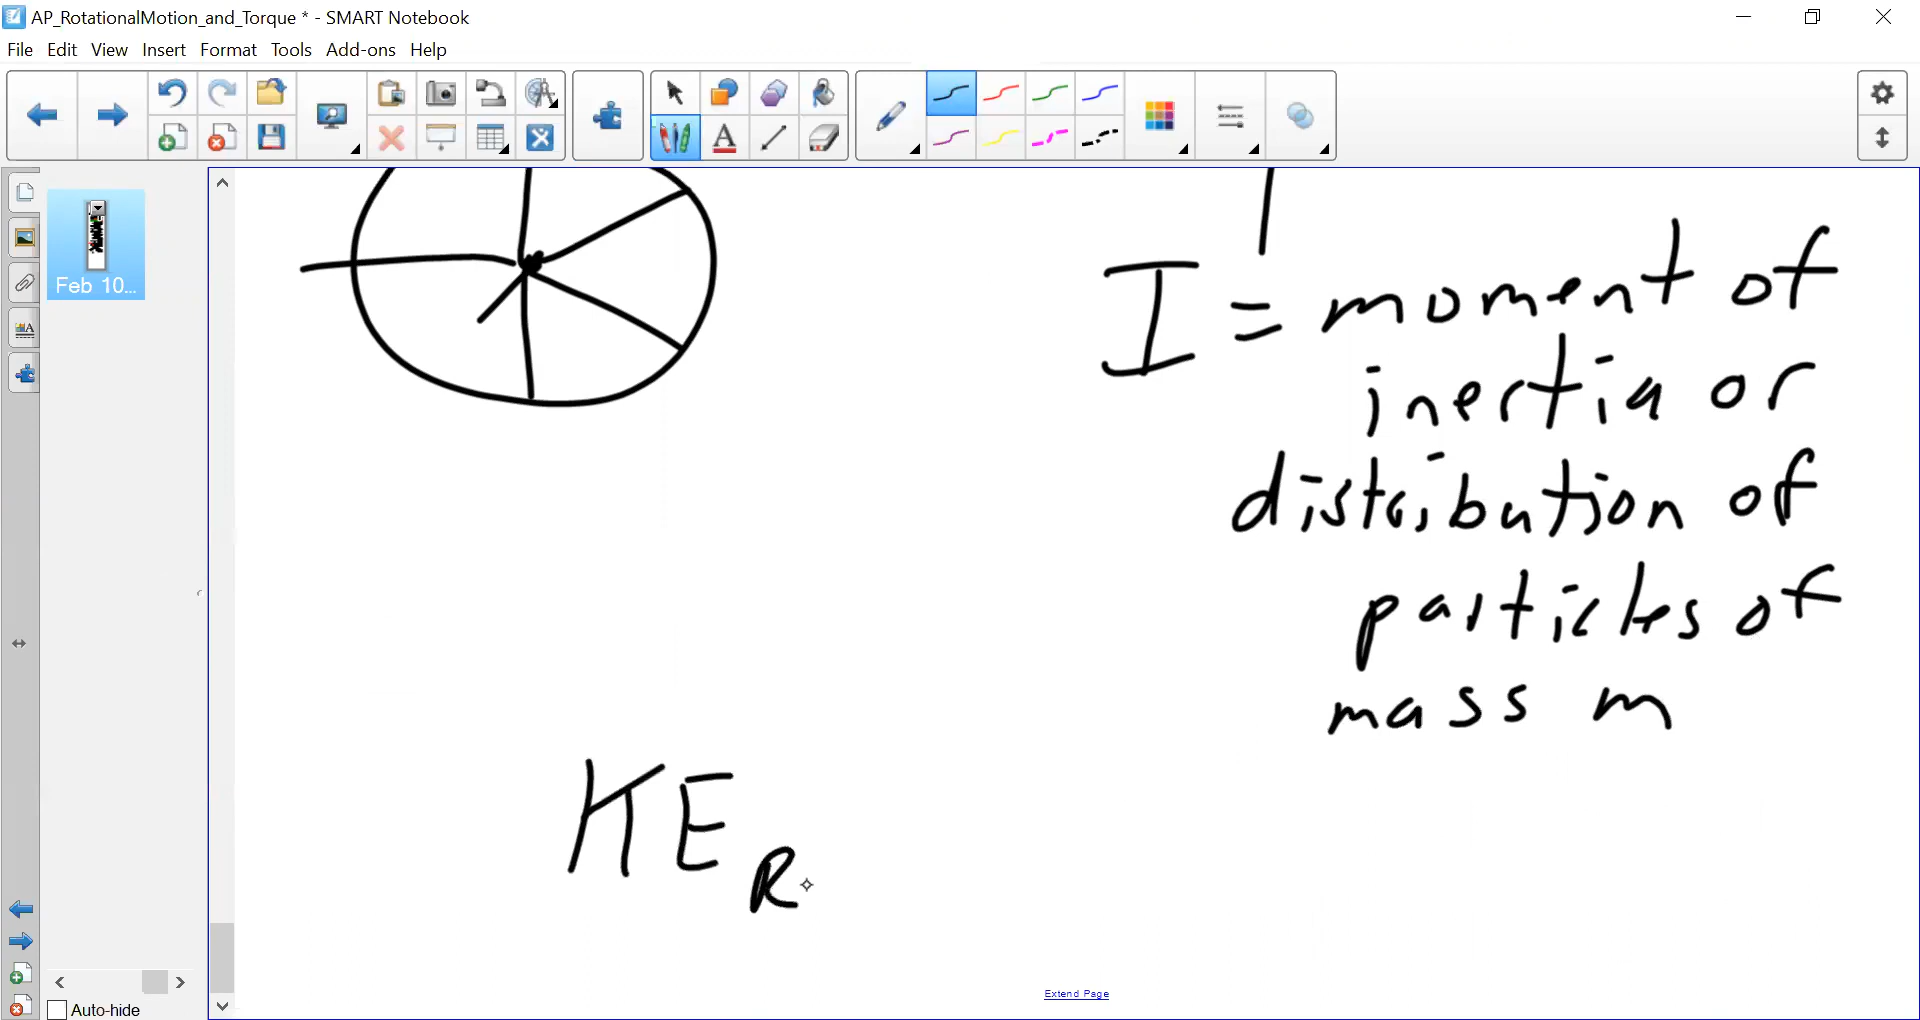 AP_RotationalMotion_and_Torque * - SMART Notebook
File Edit View Insert Format Tools Add-ons Help
Feb 10...
I = moment of
inertia or
distribution of
particles of
mass m
KE_R
Extend Page
Auto-hide